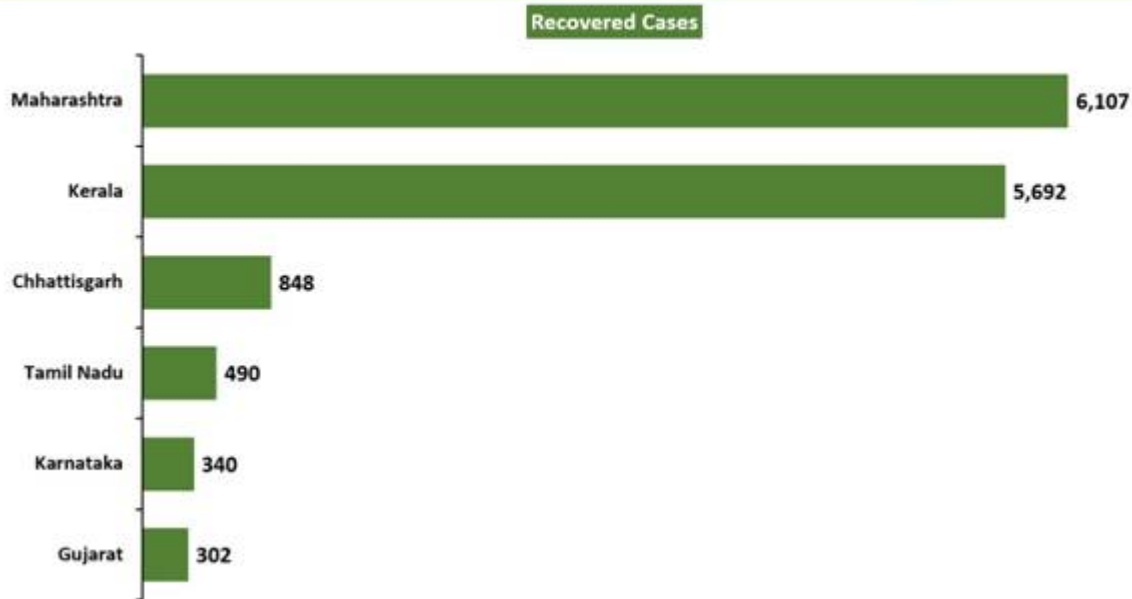 Recovered Cases
Maharashtra 6,107
Kerala 5,692
Chhattisgarh 848
Tamil Nadu 490
Karnataka 340
Gujarat 302